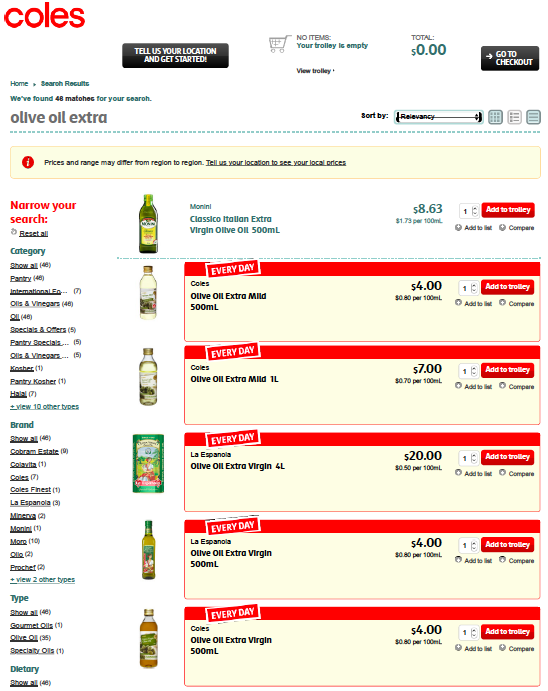 coles
TELL US YOUR LOCATION
AND GET STARTED!
NO ITEMS:
Your trolley is empty
View trolley ›
TOTAL:
$0.00
GO TO
CHECKOUT
Home › Search Results
We've found 46 matches for your search.
olive oil extra
Sort by:
Relevancy
i
Prices and range may differ from region to region. Tell us your location to see your local prices
Narrow your
search:
Reset all
Category
Show all (46)
Pantry (46)
International Fo... (7)
Oils & Vinegars (46)
Oil (46)
Specials & Offers (5)
Pantry Specials ... (5)
Oils & Vinegars ... (5)
Kosher (1)
Pantry Kosher (1)
Halal (7)
+ view 10 other types
Brand
Show all (46)
Cobram Estate (9)
Colavita (1)
Coles (7)
Coles Finest (1)
La Espanola (3)
Minerva (2)
Monini (1)
Moro (10)
Olio (2)
Prochef (2)
+ view 2 other types
Type
Show all (46)
Gourmet Oils (1)
Olive Oil (35)
Specialty Oils (1)
Dietary
Show all (46)
Monini
Classico Italian Extra
Virgin Olive Oil 500mL
$8.63
$1.73 per 100mL
1
Add to trolley
Add to list
Compare
EVERY DAY
Coles
Olive Oil Extra Mild
500mL
$4.00
$0.80 per 100mL
1
Add to trolley
Add to list
Compare
EVERY DAY
Coles
Olive Oil Extra Mild 1L
$7.00
$0.70 per 100mL
1
Add to trolley
Add to list
Compare
EVERY DAY
La Espanola
Olive Oil Extra Virgin 4L
$20.00
$0.50 per 100mL
1
Add to trolley
Add to list
Compare
EVERY DAY
La Espanola
Olive Oil Extra Virgin
500mL
$4.00
$0.80 per 100mL
1
Add to trolley
Add to list
Compare
EVERY DAY
Coles
Olive Oil Extra Virgin
500mL
$4.00
$0.80 per 100mL
1
Add to trolley
Add to list
Compare